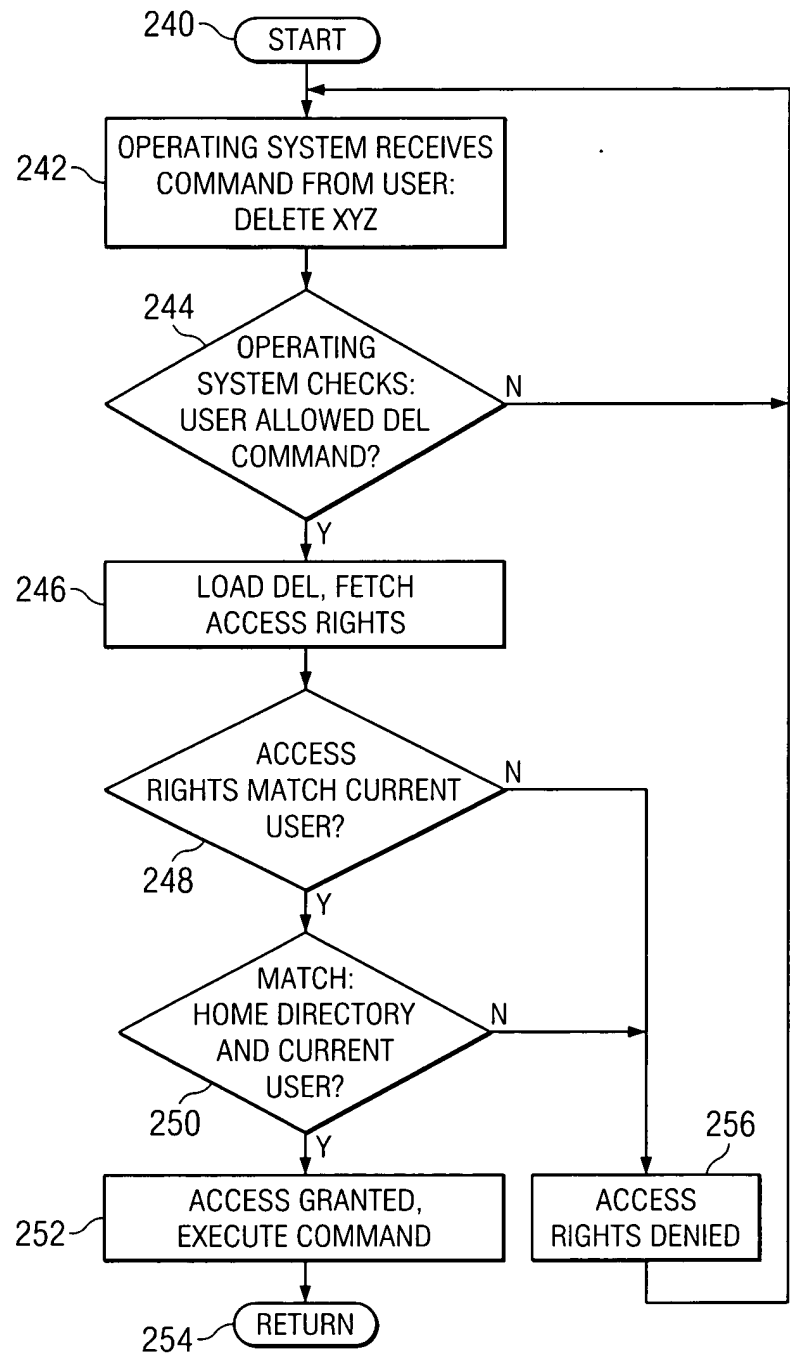 240
START
242
OPERATING SYSTEM RECEIVES
COMMAND FROM USER:
DELETE XYZ
244
OPERATING
SYSTEM CHECKS:
USER ALLOWED DEL
COMMAND?
N
Y
246
LOAD DEL, FETCH
ACCESS RIGHTS
ACCESS
RIGHTS MATCH CURRENT
USER?
N
248
Y
MATCH:
HOME DIRECTORY
AND CURRENT
USER?
N
250
Y
252
ACCESS GRANTED,
EXECUTE COMMAND
256
ACCESS
RIGHTS DENIED
254
RETURN